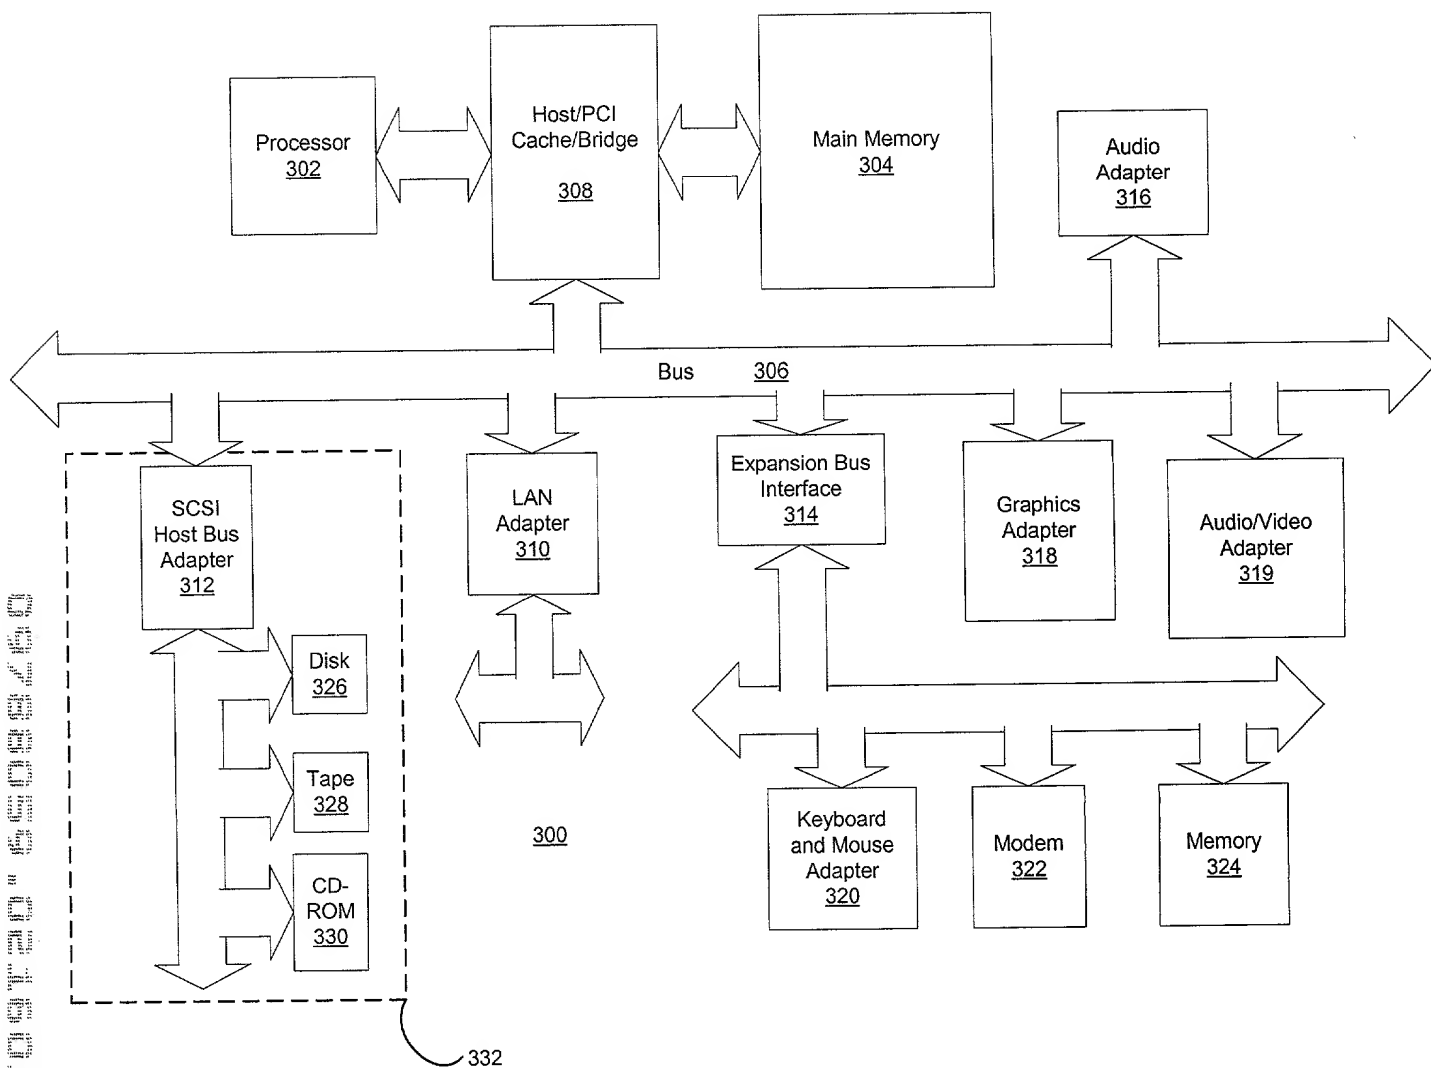 Processor
302
Host/PCI
Cache/Bridge
308
Main Memory
304
Audio
Adapter
316
Bus 306
SCSI
Host Bus
Adapter
312
LAN
Adapter
310
Expansion Bus
Interface
314
Graphics
Adapter
318
Audio/Video
Adapter
319
Disk
326
Tape
328
CD-
ROM
330
300
Keyboard
and Mouse
Adapter
320
Modem
322
Memory
324
332